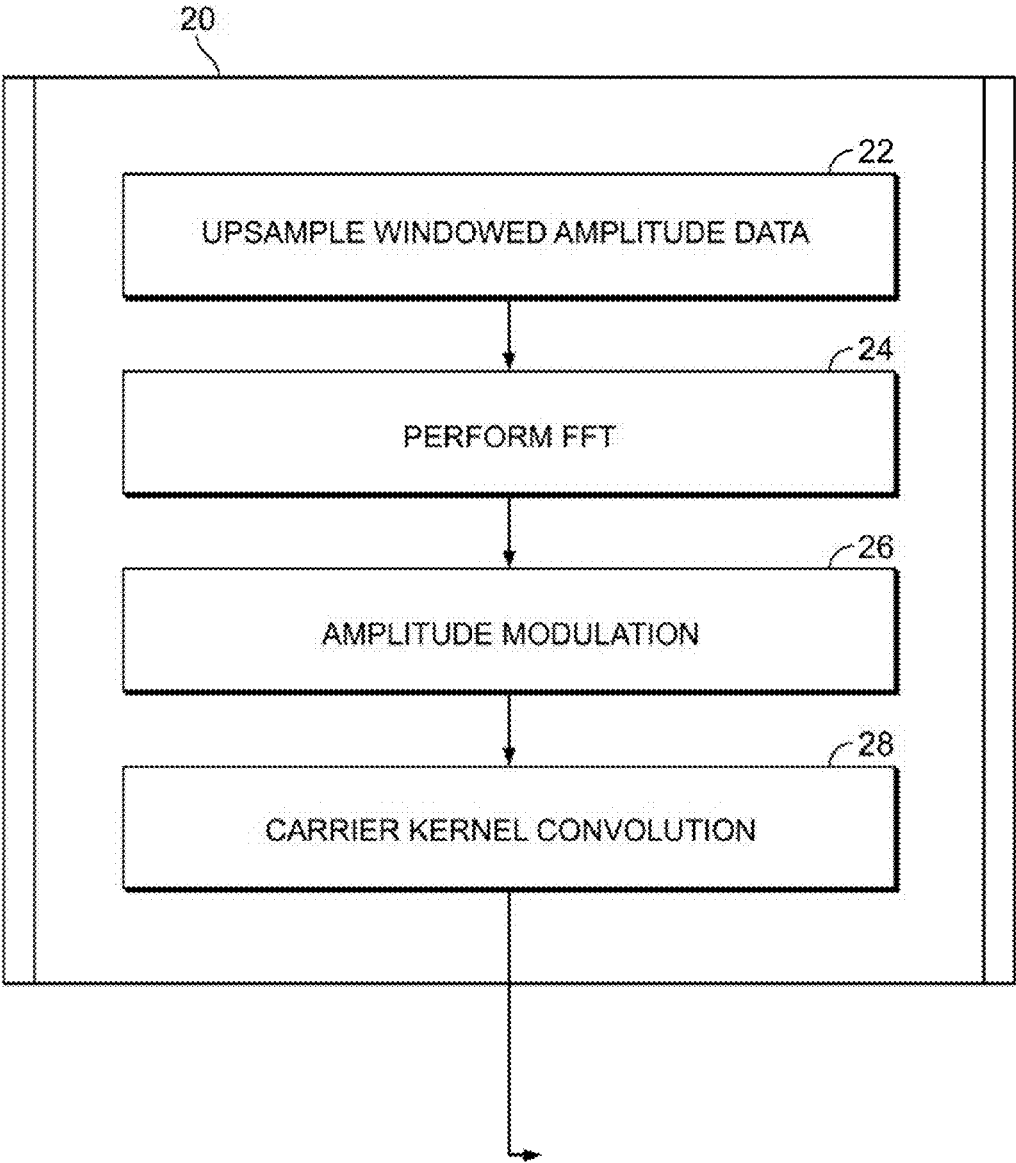 20
22
UPSAMPLE WINDOWED AMPLITUDE DATA
24
PERFORM FFT
26
AMPLITUDE MODULATION
28
CARRIER KERNEL CONVOLUTION